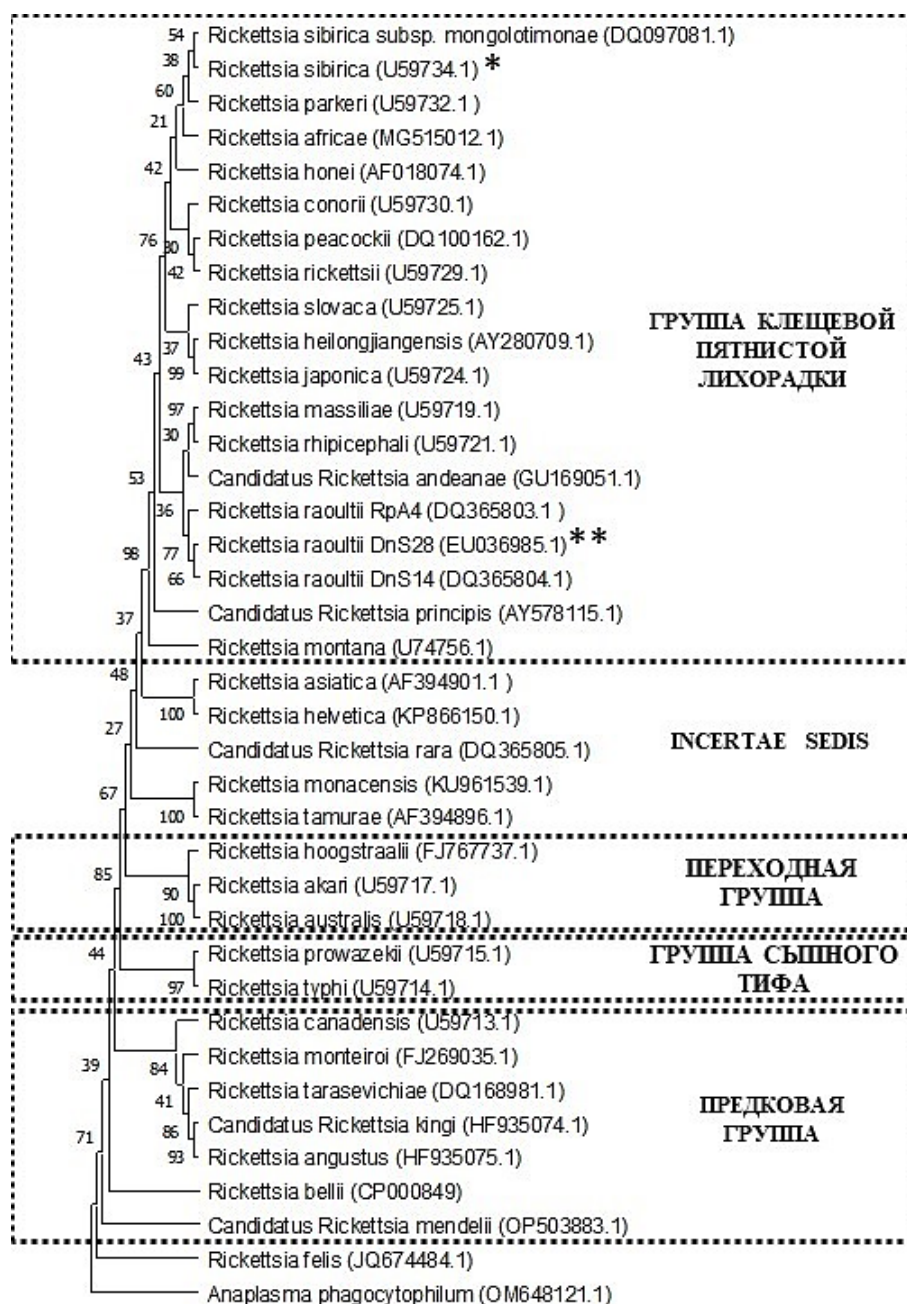 54 Rickettsia sibirica subsp. mongolotimonae (DQ097081.1)
38 Rickettsia sibirica (U59734.1) *
60 Rickettsia parkeri (U59732.1 )
21 Rickettsia africae (MG515012.1)
42 Rickettsia honei (AF018074.1)
Rickettsia conorii (U59730.1)
76 30 Rickettsia peacockii (DQ100162.1)
42 Rickettsia rickettsii (U59729.1)
Rickettsia slovaca (U59725.1)
ГРУППА КЛЕЩЕВОЙ
ПЯТНИСТОЙ
ЛИХОРАДКИ
43 37 Rickettsia heilongjiangensis (AY280709.1)
99 Rickettsia japonica (U59724.1)
97 Rickettsia massiliae (U59719.1)
30 Rickettsia rhipicephali (U59721.1)
53 Candidatus Rickettsia andeanae (GU169051.1)
36 Rickettsia raoultii RpA4 (DQ365803.1 )
98 77 Rickettsia raoultii DnS28 (EU036985.1) **
66 Rickettsia raoultii DnS14 (DQ365804.1)
37 Candidatus Rickettsia principis (AY578115.1)
Rickettsia montana (U74756.1)
48 Rickettsia asiatica (AF394901.1 )
100 Rickettsia helvetica (KP866150.1)
27 Candidatus Rickettsia rara (DQ365805.1)
INCERTAE SEDIS
67 Rickettsia monacensis (KU961539.1)
100 Rickettsia tamurae (AF394896.1)
Rickettsia hoogstraalii (FJ767737.1)
85 90 Rickettsia akari (U59717.1)
100 Rickettsia australis (U59718.1)
ПЕРЕХОДНАЯ
ГРУППА
44 Rickettsia prowazekii (U59715.1)
97 Rickettsia typhi (U59714.1)
ГРУППА СЫПНОГО
ТИФА
Rickettsia canadensis (U59713.1)
39 84 Rickettsia monteiroi (FJ269035.1)
41 Rickettsia tarasevichiae (DQ168981.1)
86 Candidatus Rickettsia kingi (HF935074.1)
71 93 Rickettsia angustus (HF935075.1)
ПРЕДКОВАЯ
ГРУППА
Rickettsia bellii (CP000849)
Candidatus Rickettsia mendelii (OP503883.1)
Rickettsia felis (JQ674484.1)
Anaplasma phagocytophilum (OM648121.1)